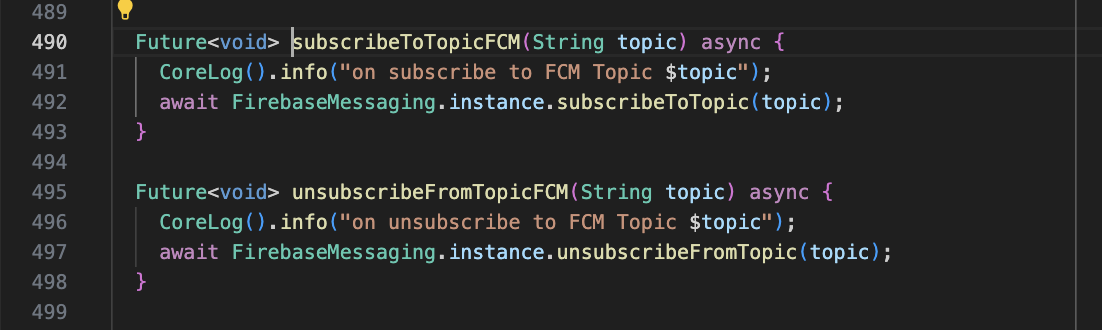 489
490 Future<void> subscribeToTopicFCM(String topic) async {
491 CoreLog().info("on subscribe to FCM Topic $topic");
492 await FirebaseMessaging.instance.subscribeToTopic(topic);
493 }
494
495 Future<void> unsubscribeFromTopicFCM(String topic) async {
496 CoreLog().info("on unsubscribe to FCM Topic $topic");
497 await FirebaseMessaging.instance.unsubscribeFromTopic(topic);
498 }
499